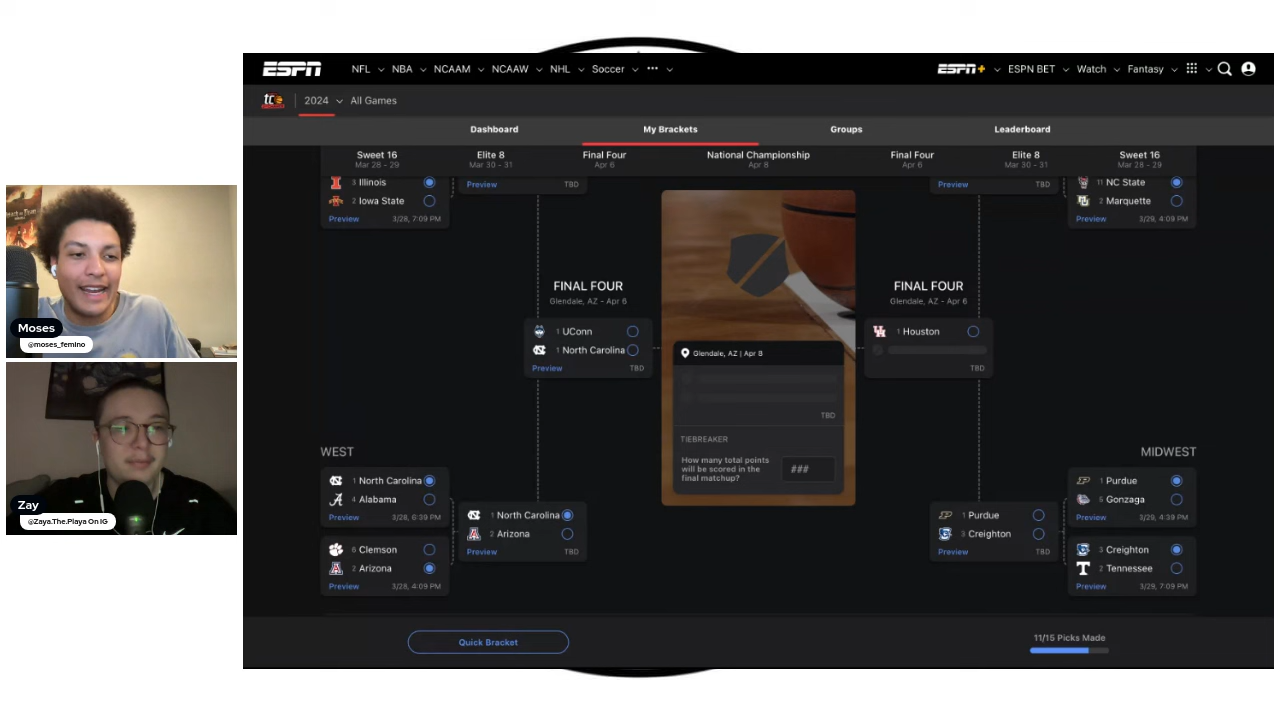 ESPN NFL NBA NCAAM NCAAW NHL Soccer ... ESPN+ ESPN BET Watch Fantasy
tc 2024 All Games
Dashboard My Brackets Groups Leaderboard
Sweet 16 Elite 8 Final Four National Championship Final Four Elite 8 Sweet 16
Mar 28 - 29 Mar 30 - 31 Apr 6 Apr 8 Apr 6 Mar 30 - 31 Mar 28 - 29
3 Illinois
2 Iowa State
Preview 3/28, 7:09 PM
Preview TBD
Preview TBD
11 NC State
2 Marquette
Preview 3/29, 4:09 PM
FINAL FOUR
Glendale, AZ - Apr 6
1 UConn
1 North Carolina
Preview TBD
Glendale, AZ | Apr 8
TBD
TIEBREAKER
How many total points
will be scored in the
final matchup?
###
FINAL FOUR
Glendale, AZ - Apr 6
1 Houston
TBD
WEST
1 North Carolina
4 Alabama
Preview 3/28, 6:39 PM
6 Clemson
2 Arizona
Preview 3/28, 4:09 PM
1 North Carolina
2 Arizona
Preview TBD
1 Purdue
3 Creighton
Preview TBD
MIDWEST
1 Purdue
5 Gonzaga
Preview 3/29, 4:39 PM
3 Creighton
2 Tennessee
Preview 3/29, 7:09 PM
Quick Bracket
11/15 Picks Made
Moses
@moses_femino
Zay
@Zaya.The.Playa On IG